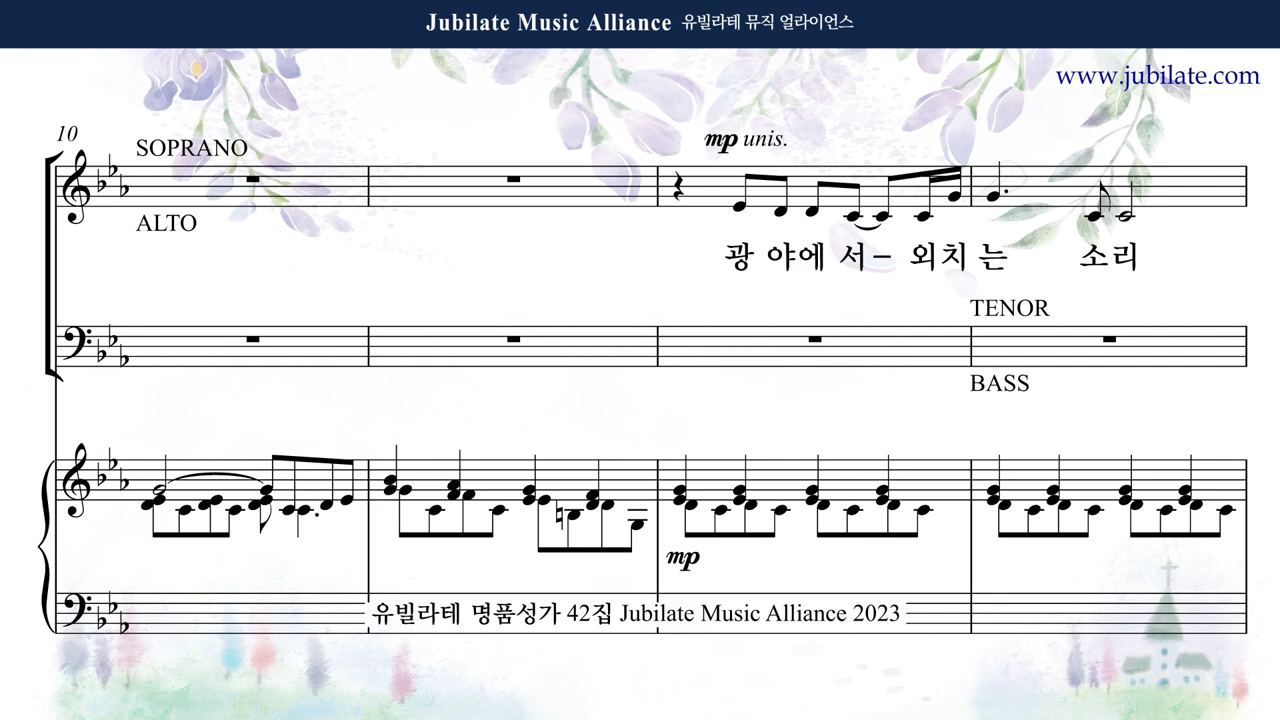 Jubilate Music Alliance 유빌라테 뮤직 얼라이언스
www.jubilate.com
10
SOPRANO
mp unis.
ALTO
광 야에 서– 외치 는 소리
TENOR
BASS
mp
유빌라테 명품성가 42집 Jubilate Music Alliance 2023